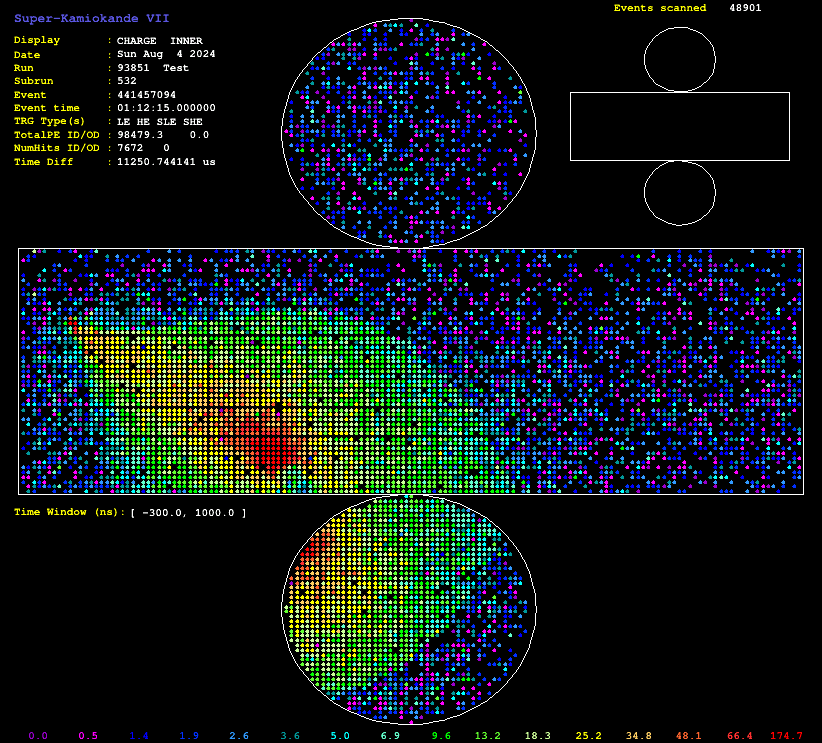 Super-Kamiokande VII
Events scanned 48901
Display : CHARGE INNER
Date : Sun Aug 4 2024
Run : 93851 Test
Subrun : 532
Event : 441457094
Event time : 01:12:15.000000
TRG Type(s) : LE HE SLE SHE
TotalPE ID/OD : 98479.3 0.0
NumHits ID/OD : 7672 0
Time Diff : 11250.744141 us
Time Window (ns): [ -300.0, 1000.0 ]
0.0 0.5 1.4 1.9 2.6 3.6 5.0 6.9 9.6 13.2 18.3 25.2 34.8 48.1 66.4 174.7